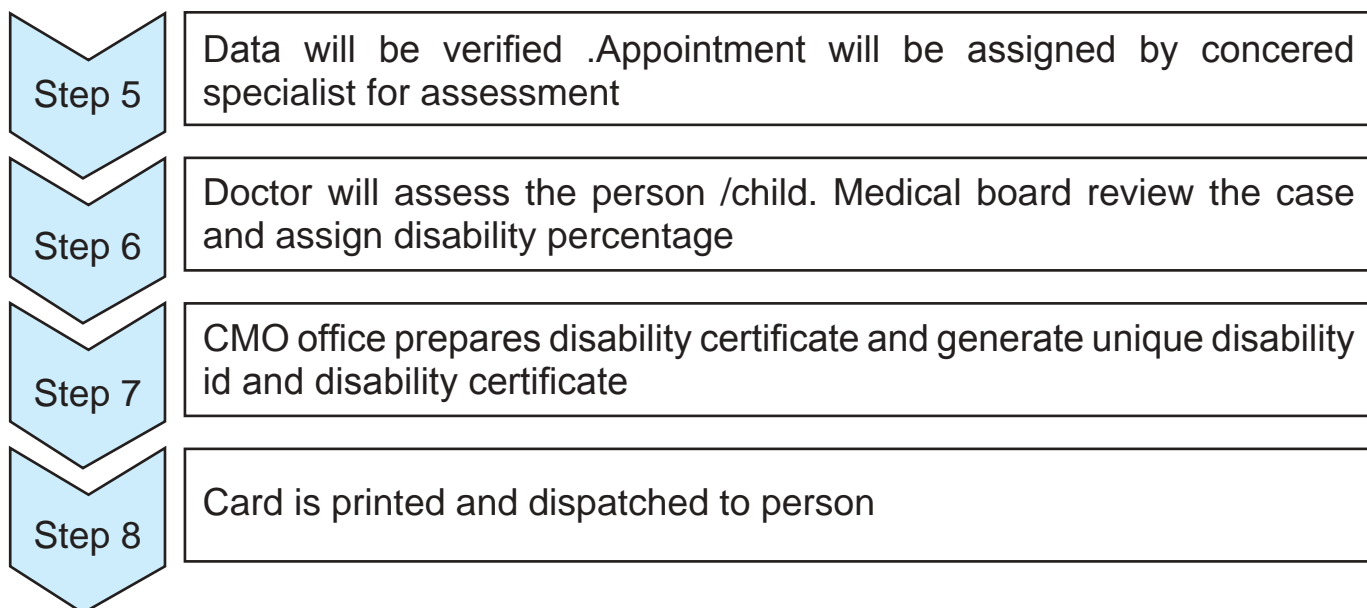 Step 5
Data will be verified .Appointment will be assigned by concered
specialist for assessment
Step 6
Doctor will assess the person /child. Medical board review the case
and assign disability percentage
Step 7
CMO office prepares disability certificate and generate unique disability
id and disability certificate
Step 8
Card is printed and dispatched to person